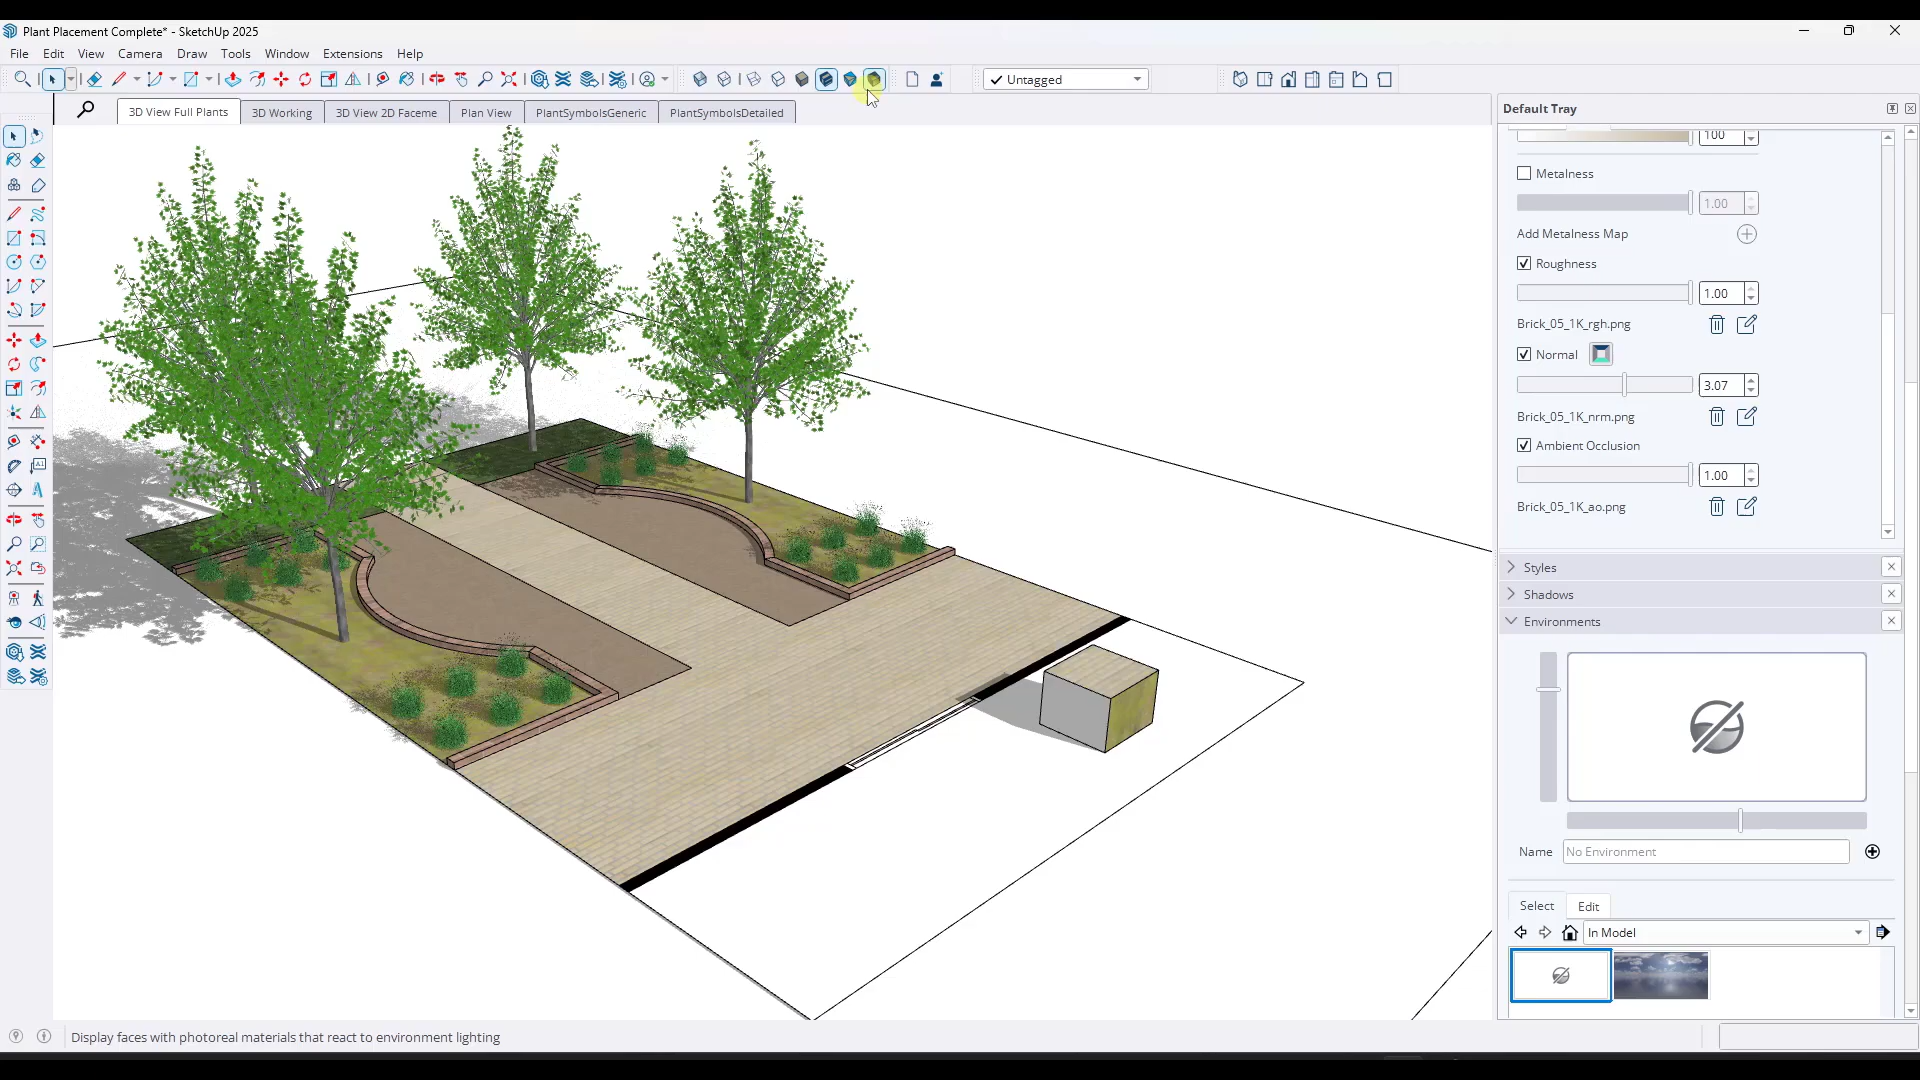 Plant Placement Complete* - SketchUp 2025
File Edit View Camera Draw Tools Window Extensions Help
Untagged
3D View Full Plants 3D Working 3D View 2D Faceme Plan View PlantSymbolsGeneric PlantSymbolsDetailed
Default Tray
100
Metalness
1.00
Add Metalness Map
Roughness
1.00
Brick_05_1K_rgh.png
Normal
3.07
Brick_05_1K_nrm.png
Ambient Occlusion
1.00
Brick_05_1K_ao.png
Styles
Shadows
Environments
Name No Environment
Select Edit
In Model
Display faces with photoreal materials that react to environment lighting